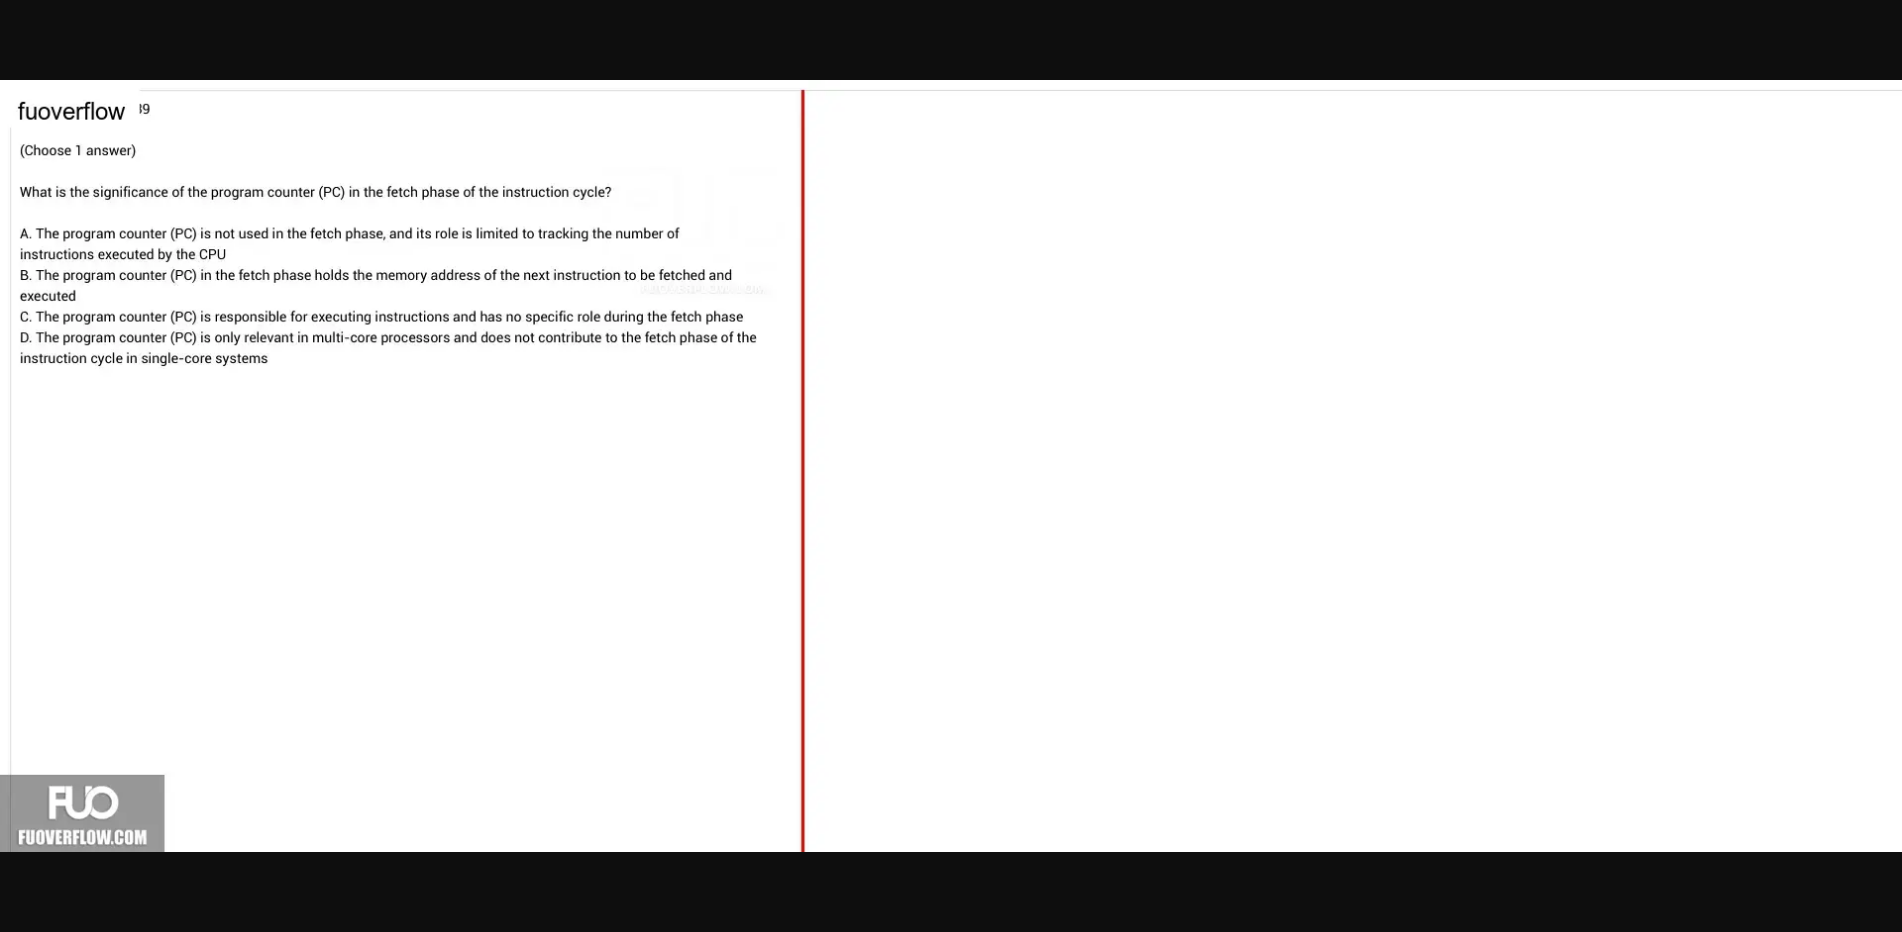 fuoverflow 39
(Choose 1 answer)
What is the significance of the program counter (PC) in the fetch phase of the instruction cycle?
A. The program counter (PC) is not used in the fetch phase, and its role is limited to tracking the number of
instructions executed by the CPU
B. The program counter (PC) in the fetch phase holds the memory address of the next instruction to be fetched and
executed
C. The program counter (PC) is responsible for executing instructions and has no specific role during the fetch phase
D. The program counter (PC) is only relevant in multi-core processors and does not contribute to the fetch phase of the
instruction cycle in single-core systems
FUO
FUOVERFLOW.COM